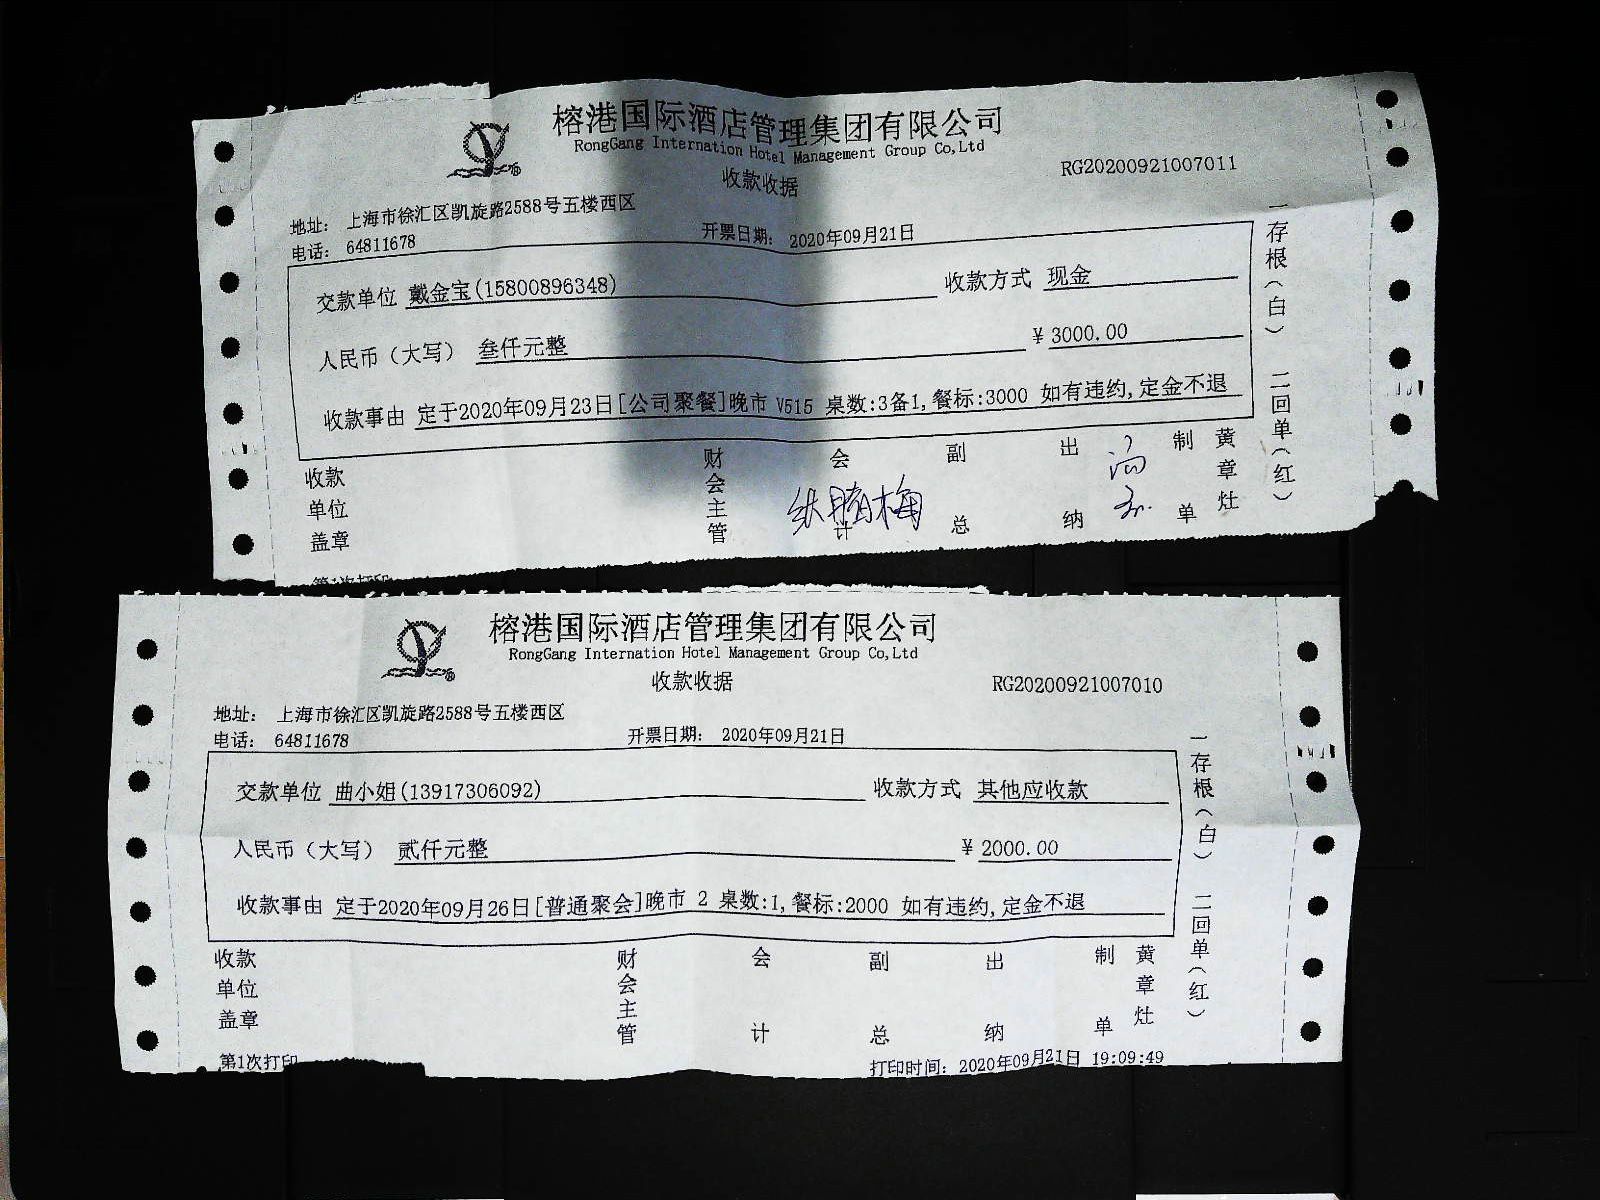 榕港国际酒店管理集团有限公司
RongGang Internation Hotel Management Group Co,Ltd
收款收据
RG20200921007011
地址： 上海市徐汇区凯旋路2588号五楼西区
电话： 64811678
开票日期： 2020年09月21日
交款单位 戴金宝(15800896348) 收款方式 现金
人民币（大写） 叁仟元整 ￥3000.00
收款事由 定于2020年09月23日[公司聚餐]晚市 V515 桌数:3备1,餐标:3000 如有违约,定金不退
一存根（白） 二回单（红）
收款单位盖章 财会主管 会计 副总 出纳 制单 黄章灶
第1次打印
榕港国际酒店管理集团有限公司
RongGang Internation Hotel Management Group Co,Ltd
收款收据
RG20200921007010
地址： 上海市徐汇区凯旋路2588号五楼西区
电话： 64811678
开票日期： 2020年09月21日
交款单位 曲小姐(13917306092) 收款方式 其他应收款
人民币（大写） 贰仟元整 ￥2000.00
收款事由 定于2020年09月26日[普通聚会]晚市 2 桌数:1,餐标:2000 如有违约,定金不退
一存根（白） 二回单（红）
收款单位盖章 财会主管 会计 副总 出纳 制单 黄章灶
第1次打印
打印时间： 2020年09月21日 19:09:49